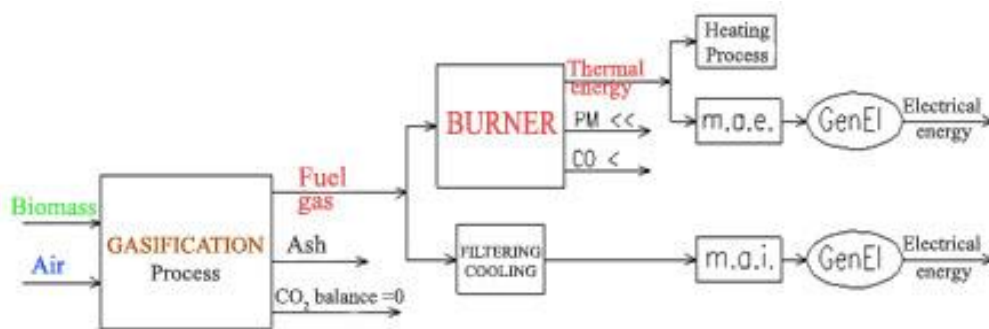 Biomass
Air
GASIFICATION
Process
Fuel
gas
Ash
CO₂ balance =0
BURNER
Thermal
energy
PM <<
CO <
Heating
Process
m.a.e.
GenEl
Electrical
energy
FILTERING
COOLING
m.a.i.
GenEl
Electrical
energy